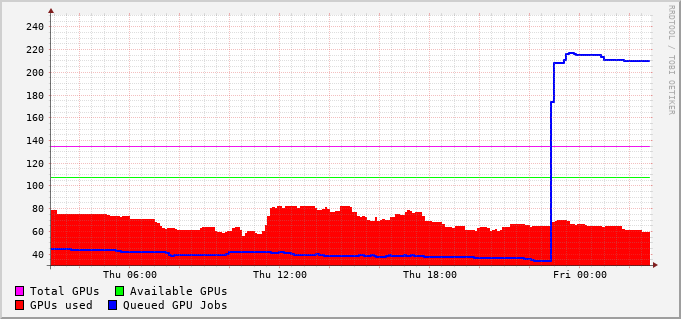 RRDTOOL / TOBI OETIKER
240
220
200
180
160
140
120
100
80
60
40
Thu 06:00 Thu 12:00 Thu 18:00 Fri 00:00
Total GPUs Available GPUs
GPUs used Queued GPU Jobs